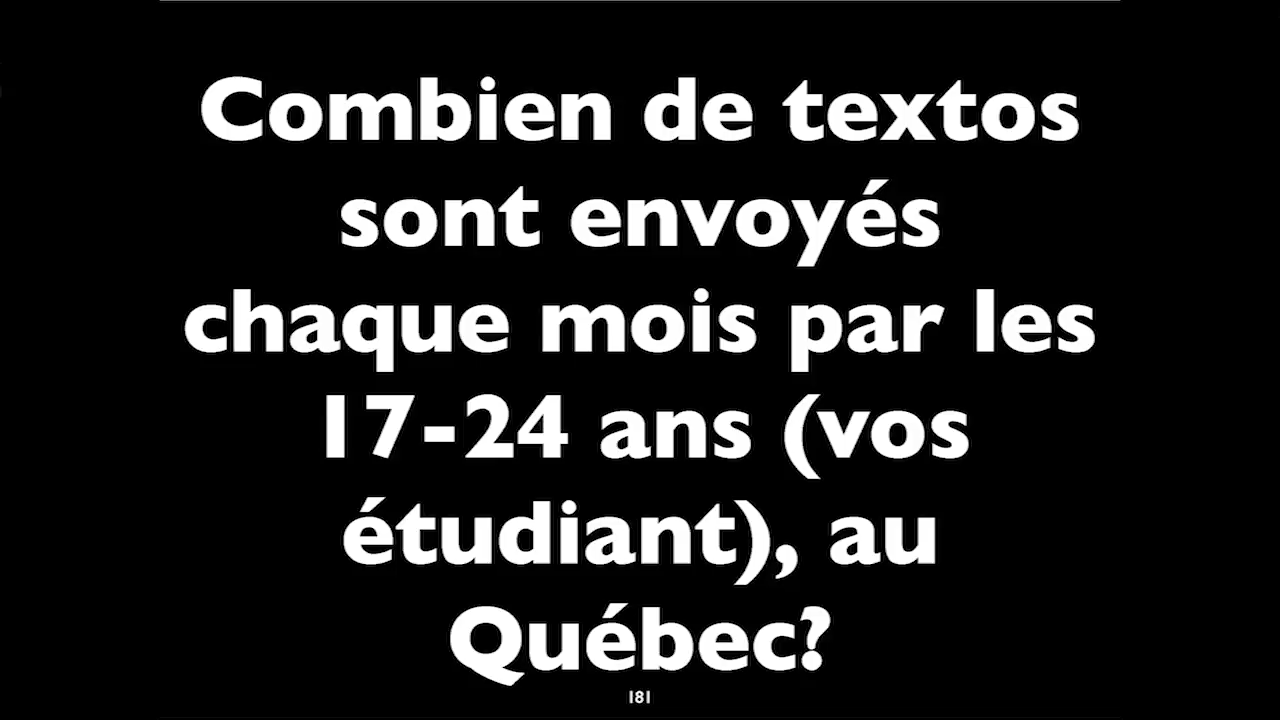 Combien de textos
sont envoyés
chaque mois par les
17-24 ans (vos
étudiant), au
Québec?
181